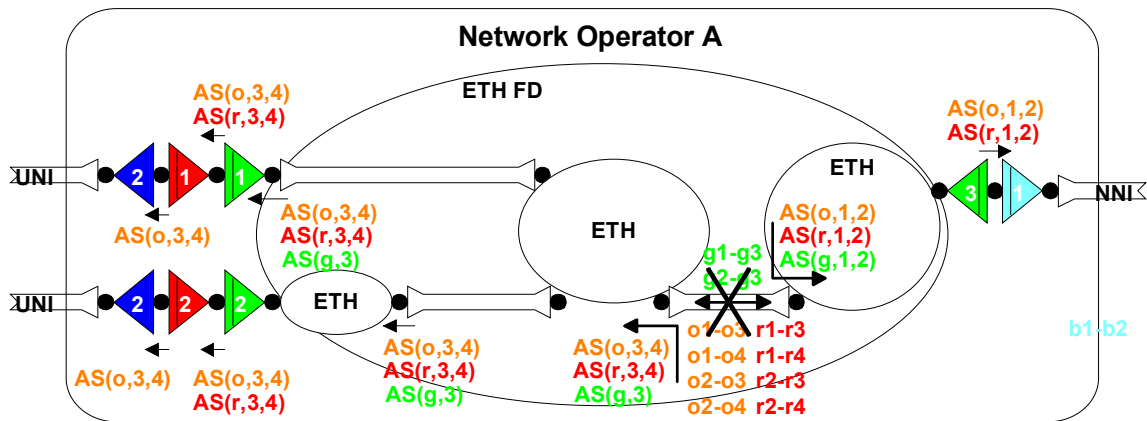 Network Operator A
ETH FD
AS(o,3,4)
AS(r,3,4)
AS(o,1,2)
AS(r,1,2)
UNI
2
1
1
ETH
3
1
NNI
AS(o,3,4)
AS(o,3,4)
AS(r,3,4)
AS(g,3)
ETH
AS(o,1,2)
AS(r,1,2)
AS(g,1,2)
g1-g3
g2-g3
UNI
2
2
2
ETH
AS(o,3,4)
AS(o,3,4)
AS(r,3,4)
AS(o,3,4)
AS(r,3,4)
AS(g,3)
AS(o,3,4)
AS(r,3,4)
AS(g,3)
o1-o3 r1-r3
o1-o4 r1-r4
o2-o3 r2-r3
o2-o4 r2-r4
b1-b2